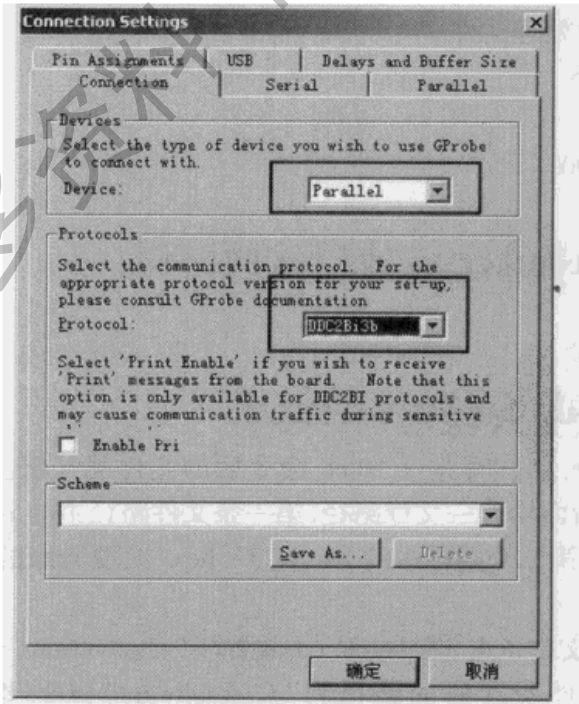 Connection Settings
Pin Assignments
USB
Delays and Buffer Size
Connection
Serial
Parallel
Devices
Select the type of device you wish to use GProbe
to connect with.
Device:
Parallel
Protocols
Select the communication protocol. For the
appropriate protocol version for your set-up,
please consult GProbe documentation
Protocol:
DDC2Bi3b
Select 'Print Enable' if you wish to receive
'Print' messages from the board. Note that this
option is only available for DDC2BI protocols and
may cause communication traffic during sensitive
Enable Pri
Scheme
Save As...
Delete
确定
取消